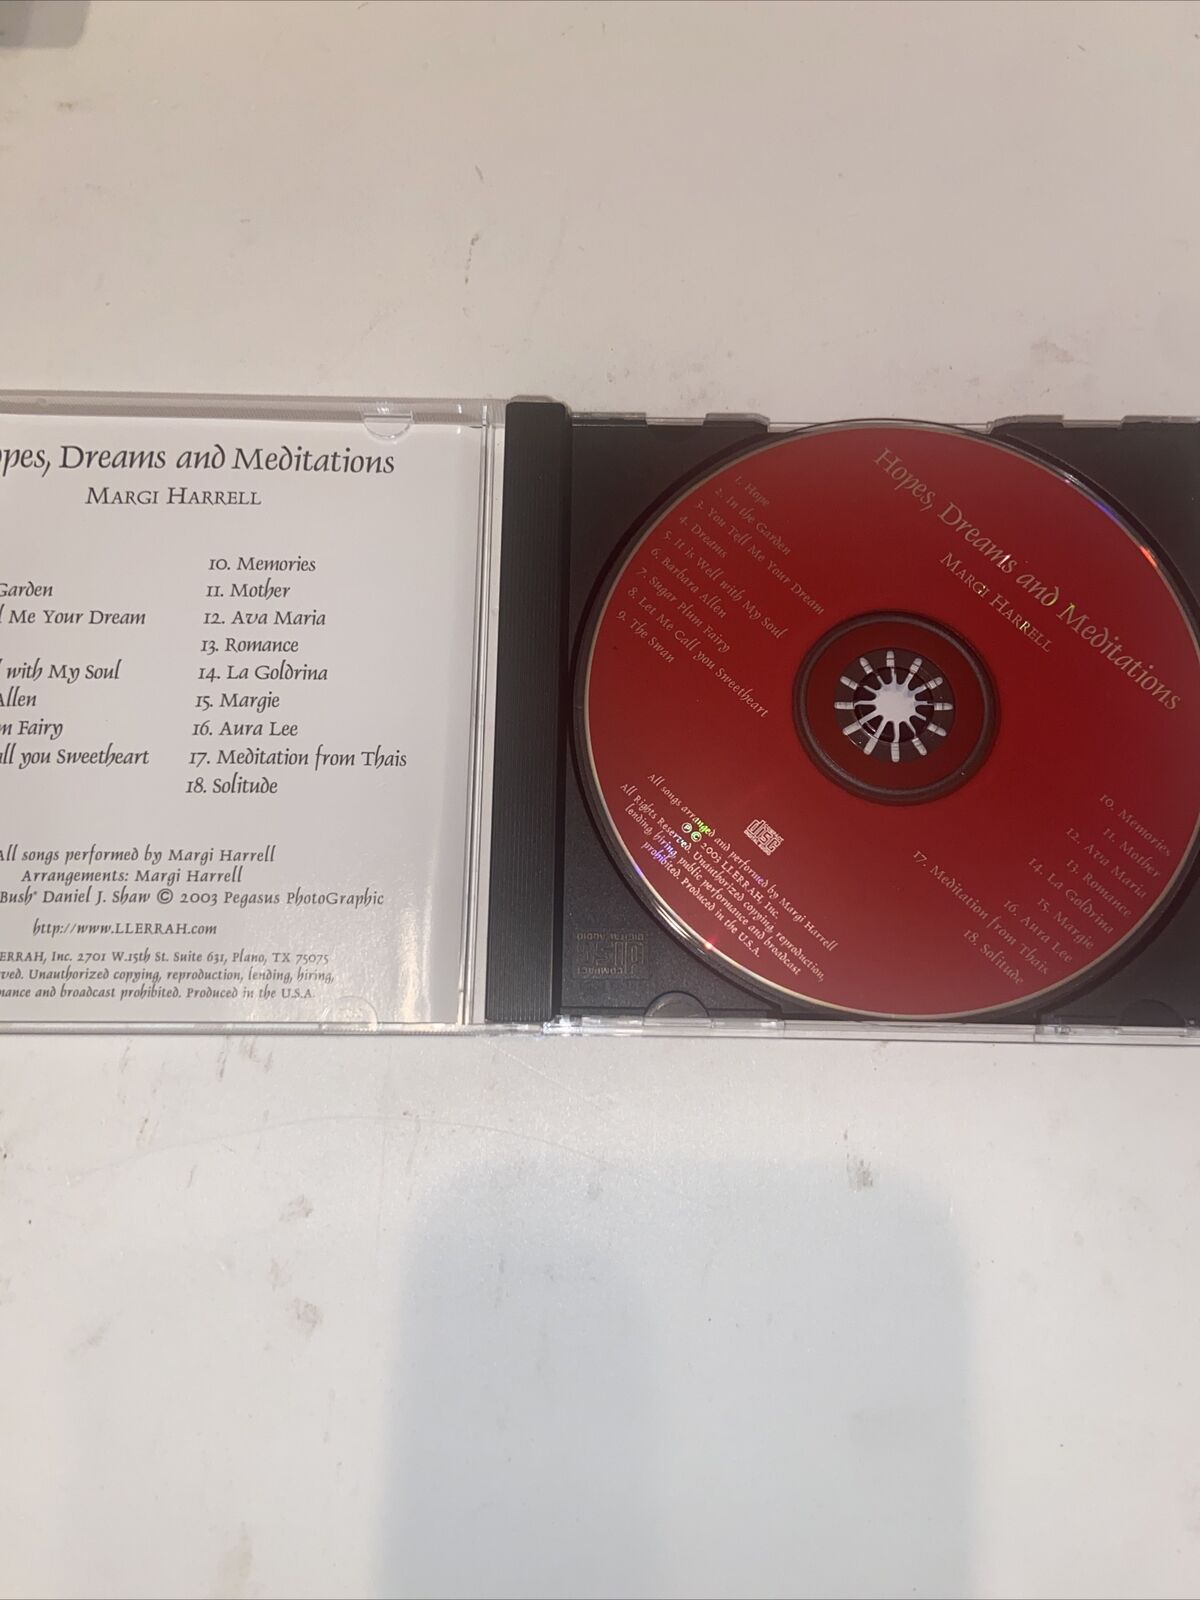 opes, Dreams and Meditations
MARGI HARRELL
Garden
Me Your Dream
with My Soul
Allen
m Fairy
all you Sweetheart
10. Memories
11. Mother
12. Ava Maria
13. Romance
14. La Goldrina
15. Margie
16. Aura Lee
17. Meditation from Thais
18. Solitude
All songs performed by Margi Harrell
Arrangements: Margi Harrell
Bush" Daniel J. Shaw © 2003 Pegasus PhotoGraphic
http://www.LLERRAH.com
ERRAH, Inc. 2701 W.15th St. Suite 631, Plano, TX 75075
ved. Unauthorized copying, reproduction, lending, hiring,
mance and broadcast prohibited. Produced in the U.S.A.
Hopes, Dreams and Meditations
MARGI HARRELL
1. Hope
2. In the Garden
3. You Tell Me Your Dream
4. Dreams
5. It is Well with My Soul
6. Barbara Allen
7. Sugar Plum Fairy
8. Let Me Call you Sweetheart
9. The Swan
10. Memories
11. Mother
12. Ava Maria
13. Romance
14. La Goldrina
15. Margie
16. Aura Lee
17. Meditation from Thais
18. Solitude
All songs arranged and performed by Margi Harrell
℗ © 2003 LLERRAH, Inc.
All Rights Reserved. Unauthorized copying, reproduction,
lending, hiring, public performance and broadcast
prohibited. Produced in the U.S.A.
COMPACT
disc
DIGITAL AUDIO